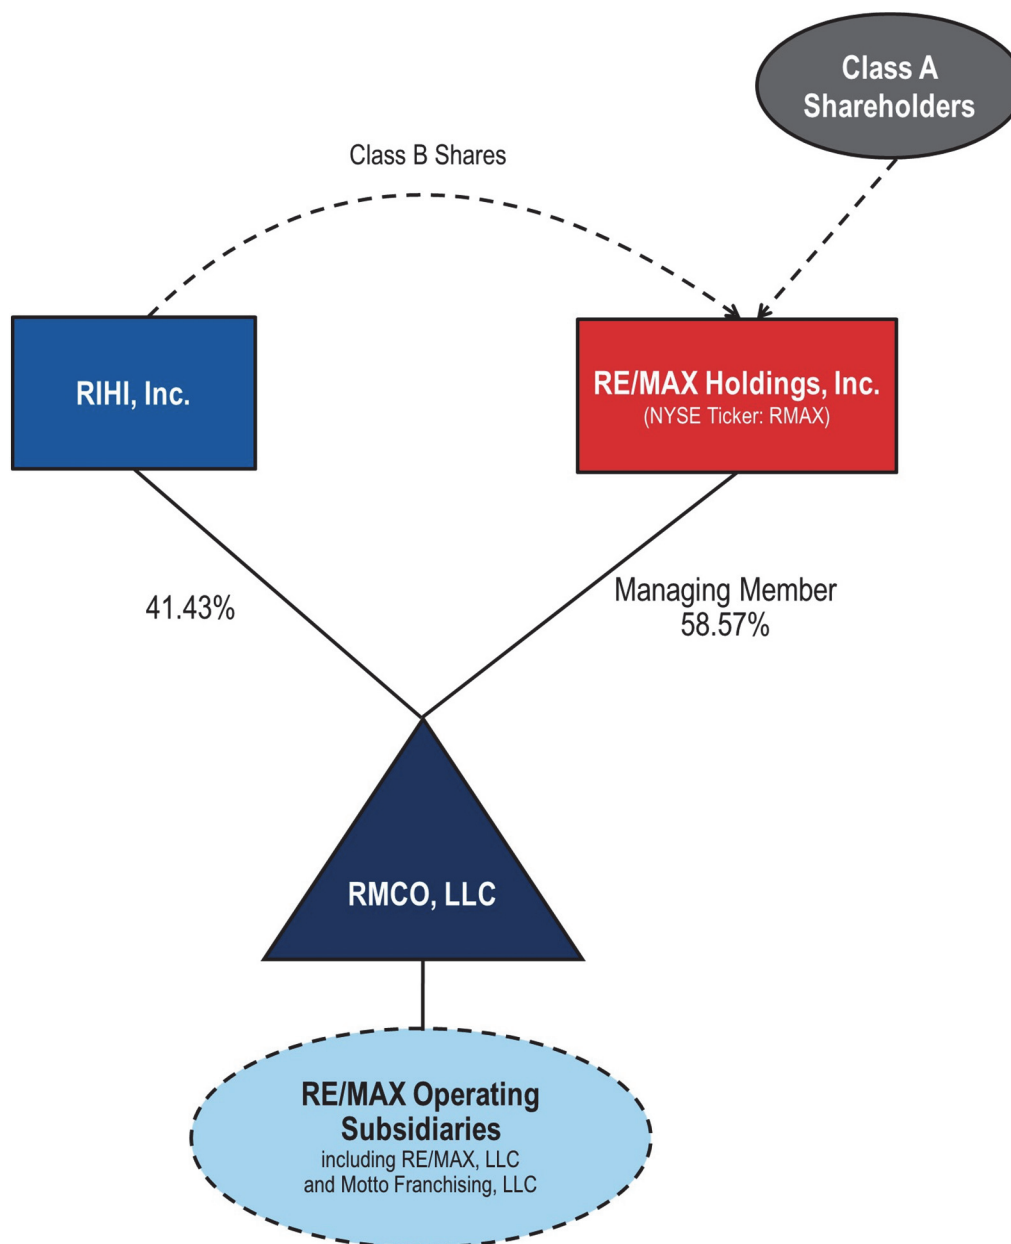 Class A
Shareholders
Class B Shares
RIHI, Inc.
RE/MAX Holdings, Inc.
(NYSE Ticker: RMAX)
41.43%
Managing Member
58.57%
RMCO, LLC
RE/MAX Operating
Subsidiaries
including RE/MAX, LLC
and Motto Franchising, LLC